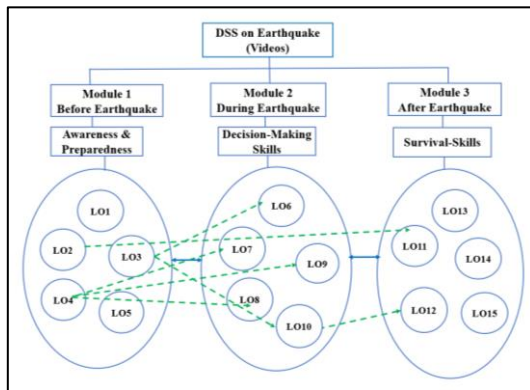 DSS on Earthquake
(Videos)
Module 1
Before Earthquake
Module 2
During Earthquake
Module 3
After Earthquake
Awareness &
Preparedness
Decision-Making
Skills
Survival-Skills
LO1
LO2
LO3
LO4
LO5
LO6
LO7
LO9
LO8
LO10
LO13
LO11
LO14
LO12
LO15